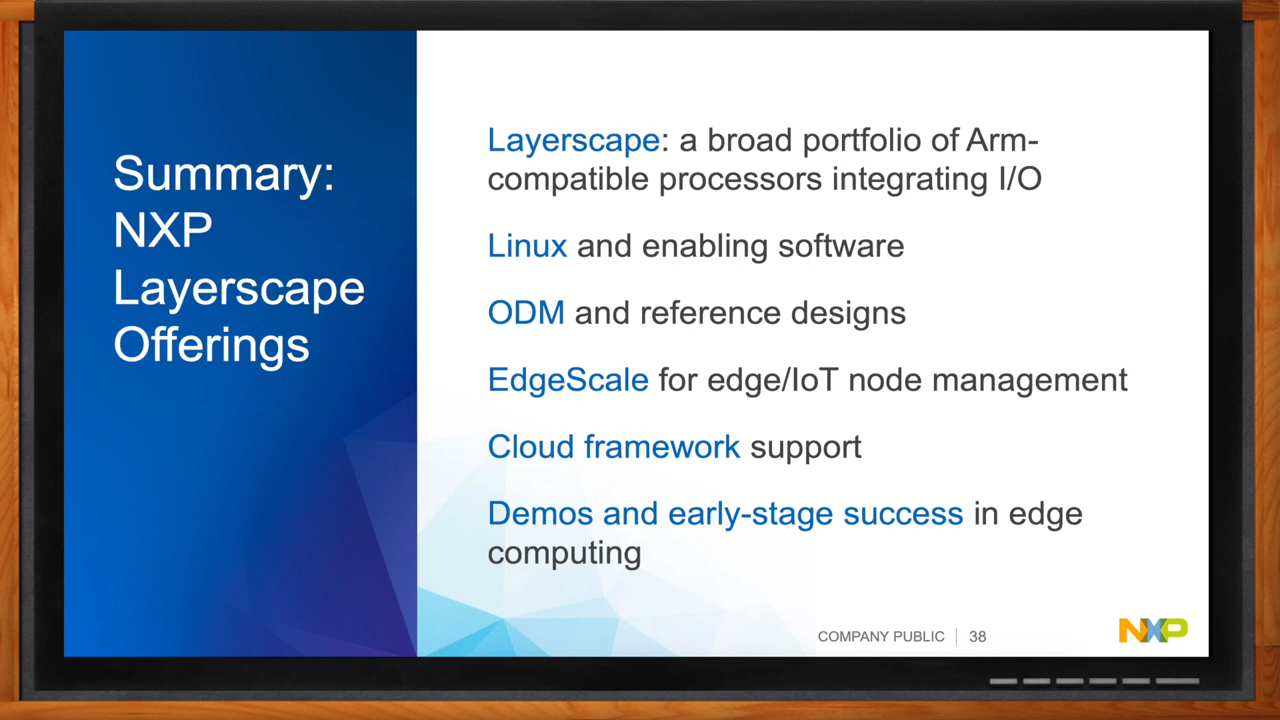 Summary:
NXP
Layerscape
Offerings
Layerscape: a broad portfolio of Arm-
compatible processors integrating I/O
Linux and enabling software
ODM and reference designs
EdgeScale for edge/IoT node management
Cloud framework support
Demos and early-stage success in edge
computing
COMPANY PUBLIC 38
NXP